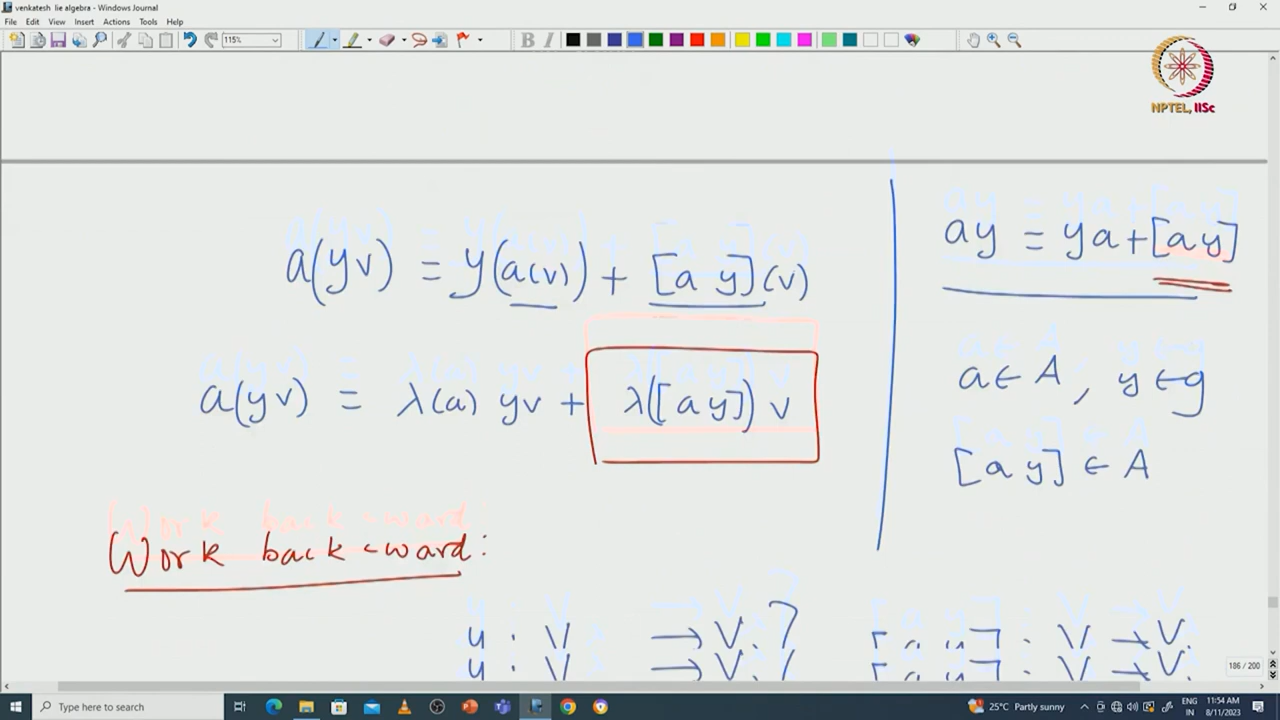 venkatesh lie algebra - Windows Journal
File Edit View Insert Actions Tools Help
115%
B I
NPTEL, IISc
a(yv) = y(a(v)) + [a y](v)
a(yv) = λ(a) yv + λ([a y]) v
ay = ya + [a y]
a ∈ A , y ∈ g
[a y] ∈ A
Work back-ward:
y : V → V ?
[a y] : V → V.
186 / 200
Type here to search
25°C Partly sunny
ENG
IN
11:54 AM
8/11/2023